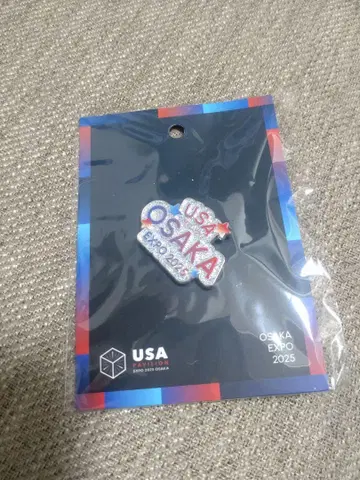 USA
OSAKA
EXPO 2025
USA
PAVILION
EXPO 2025 OSAKA
OSAKA
EXPO
2025